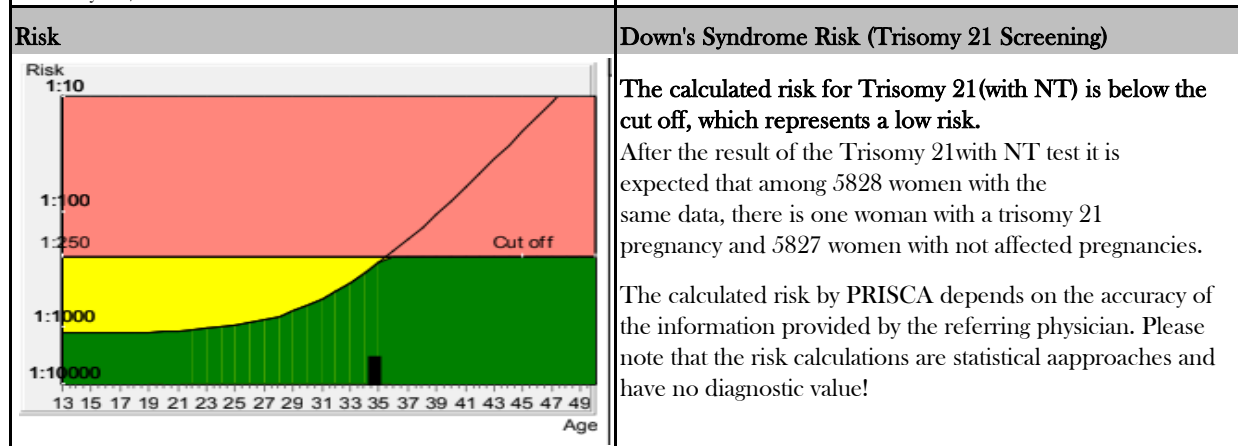 Risk
Down's Syndrome Risk (Trisomy 21 Screening)
Risk
1:10
1:100
1:250
Cut off
1:1000
1:10000
13 15 17 19 21 23 25 27 29 31 33 35 37 39 41 43 45 47 49
Age
The calculated risk for Trisomy 21(with NT) is below the
cut off, which represents a low risk.
After the result of the Trisomy 21with NT test it is
expected that among 5828 women with the
same data, there is one woman with a trisomy 21
pregnancy and 5827 women with not affected pregnancies.
The calculated risk by PRISCA depends on the accuracy of
the information provided by the referring physician. Please
note that the risk calculations are statistical aapproaches and
have no diagnostic value!